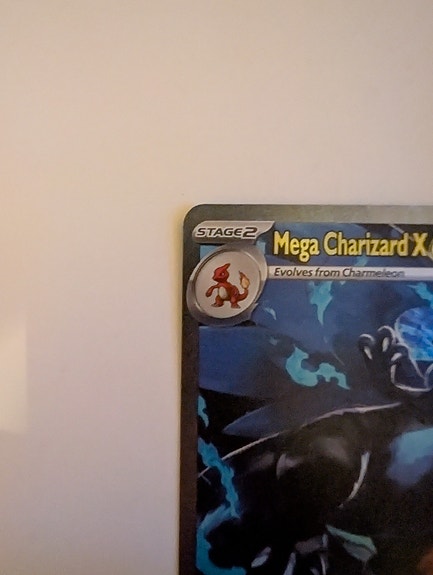 STAGE2
Mega Charizard X
Evolves from Charmeleon